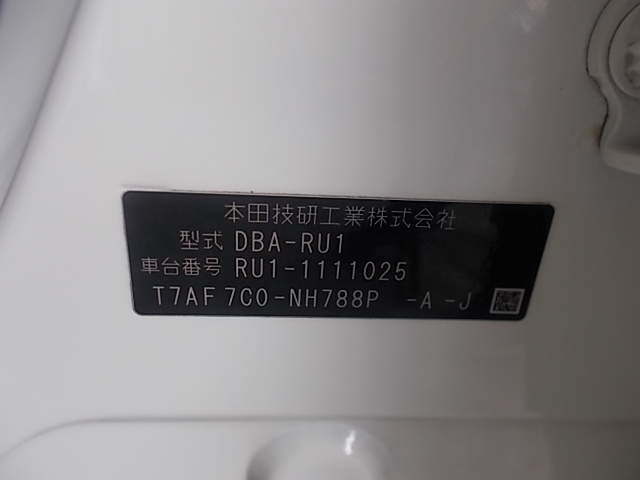 本田技研工業株式会社
型式 DBA-RU1
車台番号 RU1-1111025
T7AF7C0-NH788P -A-J